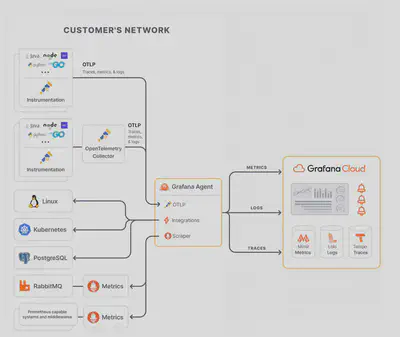 CUSTOMER'S NETWORK
Java node
python GO
...
Instrumentation
OTLP
Traces, metrics, & logs
Java node
python GO
...
Instrumentation
OpenTelemetry
Collector
OTLP
Traces,
metrics,
& logs
Linux
Kubernetes
PostgreSQL
RabbitMQ
Metrics
Prometheus capable
systems and middlewares
Metrics
Grafana Agent
OTLP
Integrations
Scraper
METRICS
LOGS
TRACES
Grafana Cloud
Mimir
Metrics
Loki
Logs
Tempo
Traces